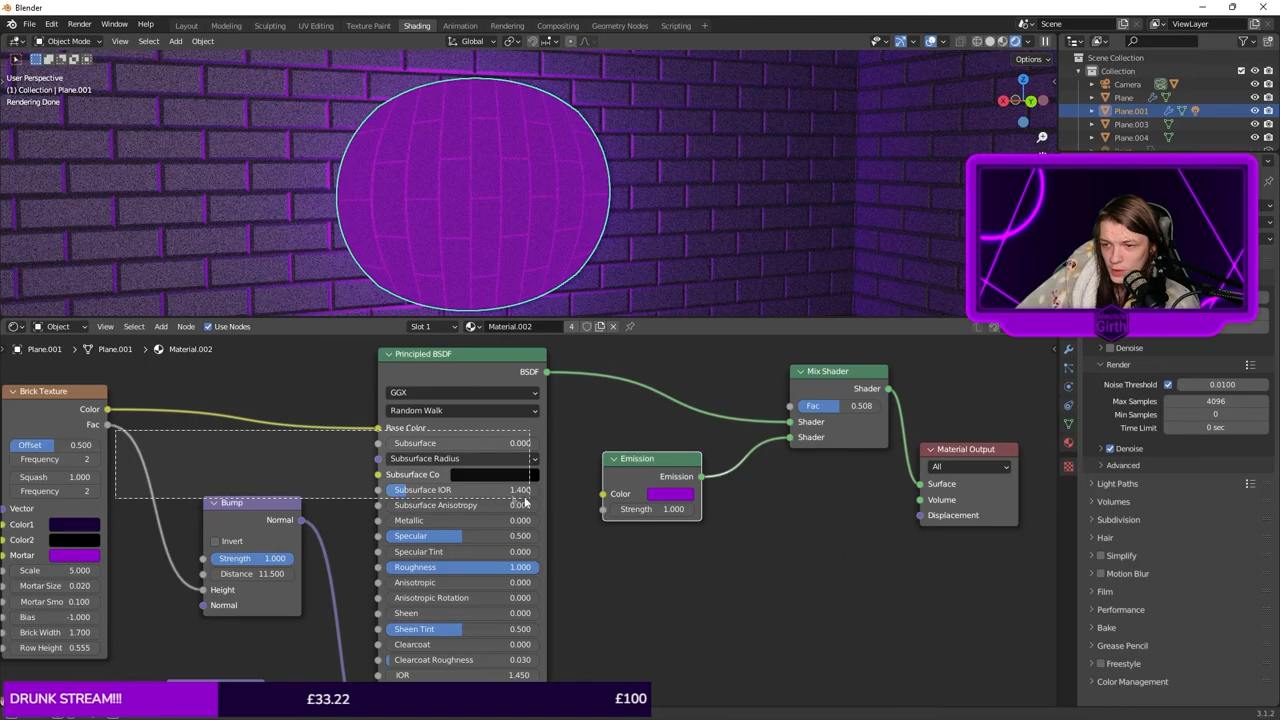 Blender
File Edit Render Window Help Layout Modeling Sculpting UV Editing Texture Paint Shading Animation Rendering Compositing Geometry Nodes Scripting Scene ViewLayer
Object Mode View Select Add Object Global
Options
User Perspective
(1) Collection | Plane.001
Rendering Done
X Y Z
Scene Collection
Collection
Camera
Plane
Plane.001
Plane.003
Plane.004
Girth
Object View Select Add Node Use Nodes Slot 1 Material.002 4
Plane.001 Plane.001 Material.002
Brick Texture
Color
Fac
Offset 0.500
Frequency 2
Squash 1.000
Frequency 2
Vector
Color1
Color2
Mortar
Scale 5.000
Mortar Size 0.020
Mortar Smo 0.100
Bias -1.000
Brick Width 1.700
Row Height 0.555
Bump
Normal
Invert
Strength 1.000
Distance 11.500
Height
Normal
Principled BSDF
BSDF
GGX
Random Walk
Base Color
Subsurface 0.000
Subsurface Radius
Subsurface Co
Subsurface IOR 1.400
Subsurface Anisotropy 0.000
Metallic 0.000
Specular 0.500
Specular Tint 0.000
Roughness 1.000
Anisotropic 0.000
Anisotropic Rotation 0.000
Sheen 0.000
Sheen Tint 0.500
Clearcoat 0.000
Clearcoat Roughness 0.030
IOR 1.450
Emission
Emission
Color
Strength 1.000
Mix Shader
Shader
Fac 0.508
Shader
Shader
Material Output
All
Surface
Volume
Displacement
Denoise
Render
Noise Threshold 0.0100
Max Samples 4096
Min Samples 0
Time Limit 0 sec
Denoise
Advanced
Light Paths
Volumes
Subdivision
Hair
Simplify
Motion Blur
Film
Performance
Bake
Grease Pencil
Freestyle
Color Management
DRUNK STREAM!!! £33.22 £100
3.1.2